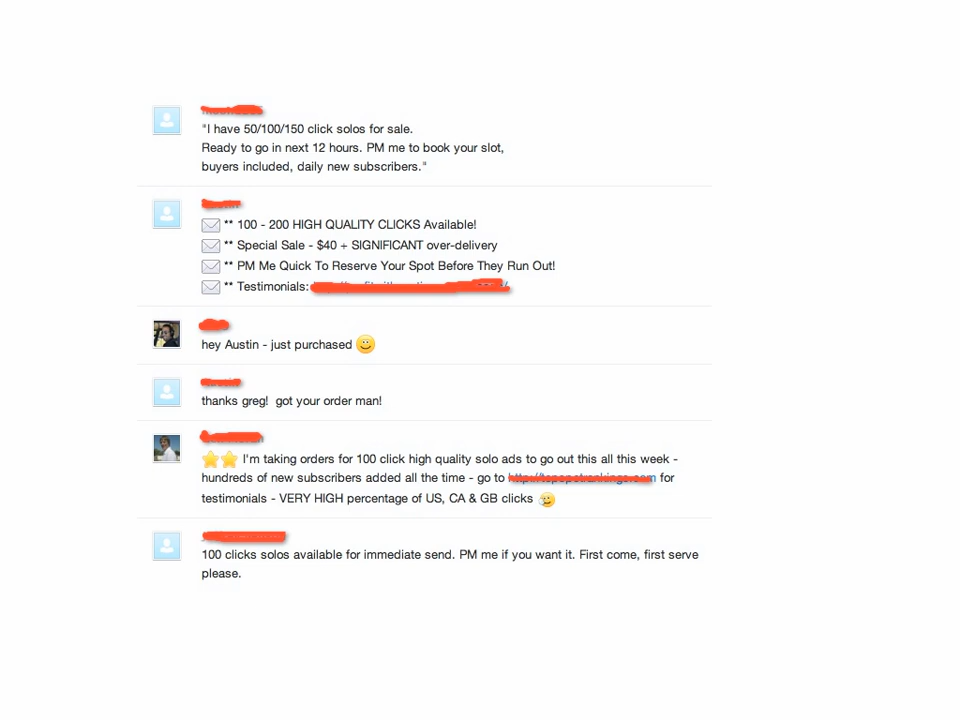 "I have 50/100/150 click solos for sale.
Ready to go in next 12 hours. PM me to book your slot,
buyers included, daily new subscribers."
** 100 - 200 HIGH QUALITY CLICKS Available!
** Special Sale - $40 + SIGNIFICANT over-delivery
** PM Me Quick To Reserve Your Spot Before They Run Out!
** Testimonials:
hey Austin - just purchased
thanks greg! got your order man!
I'm taking orders for 100 click high quality solo ads to go out this all this week -
hundreds of new subscribers added all the time - go to for
testimonials - VERY HIGH percentage of US, CA & GB clicks
100 clicks solos available for immediate send. PM me if you want it. First come, first serve
please.